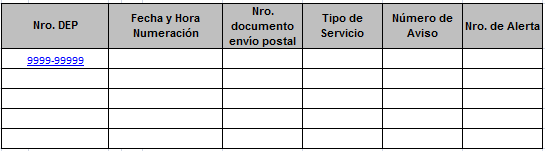 Nro. DEP
Fecha y Hora
Numeración
Nro.
documento
envío postal
Tipo de
Servicio
Número de
Aviso
Nro. de Alerta
9999-99999